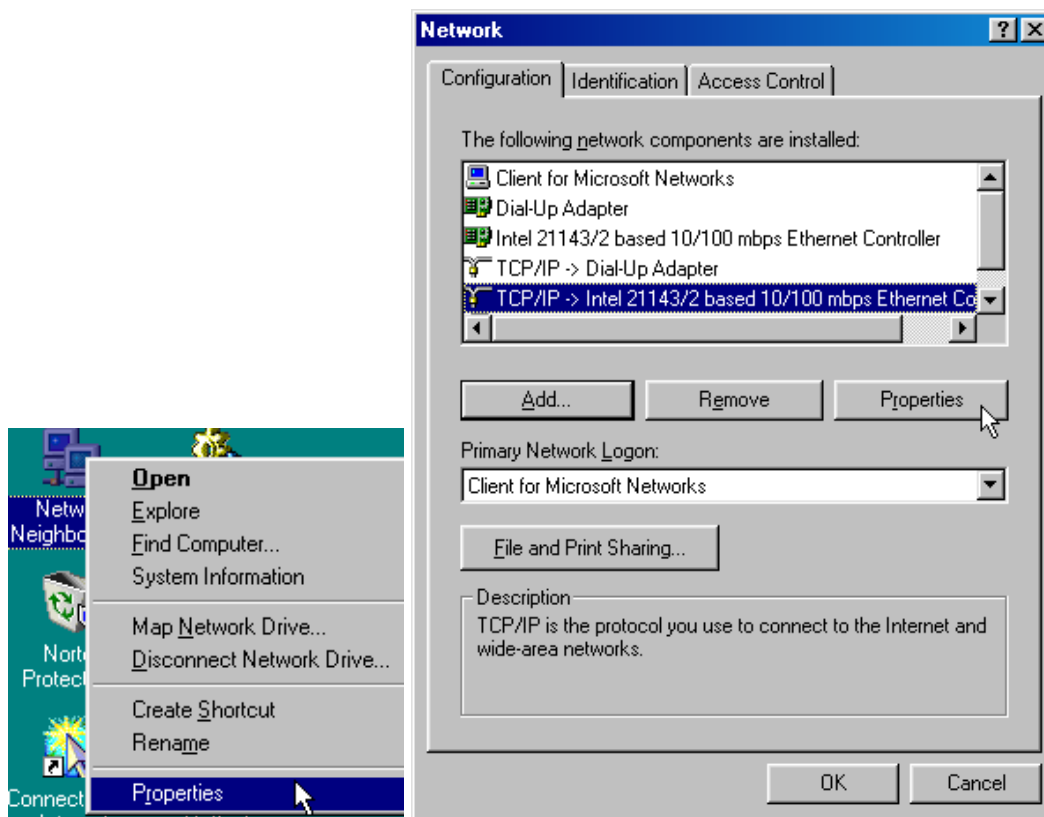 Network
Configuration
Identification
Access Control
The following network components are installed:
Client for Microsoft Networks
Dial-Up Adapter
Intel 21143/2 based 10/100 mbps Ethernet Controller
TCP/IP -> Dial-Up Adapter
TCP/IP -> Intel 21143/2 based 10/100 mbps Ethernet Co
Add...
Remove
Properties
Primary Network Logon:
Client for Microsoft Networks
File and Print Sharing...
Description
TCP/IP is the protocol you use to connect to the Internet and
wide-area networks.
OK
Cancel
Netw
Neighbo
Nort
Protec
Connect
Open
Explore
Find Computer...
System Information
Map Network Drive...
Disconnect Network Drive...
Create Shortcut
Rename
Properties